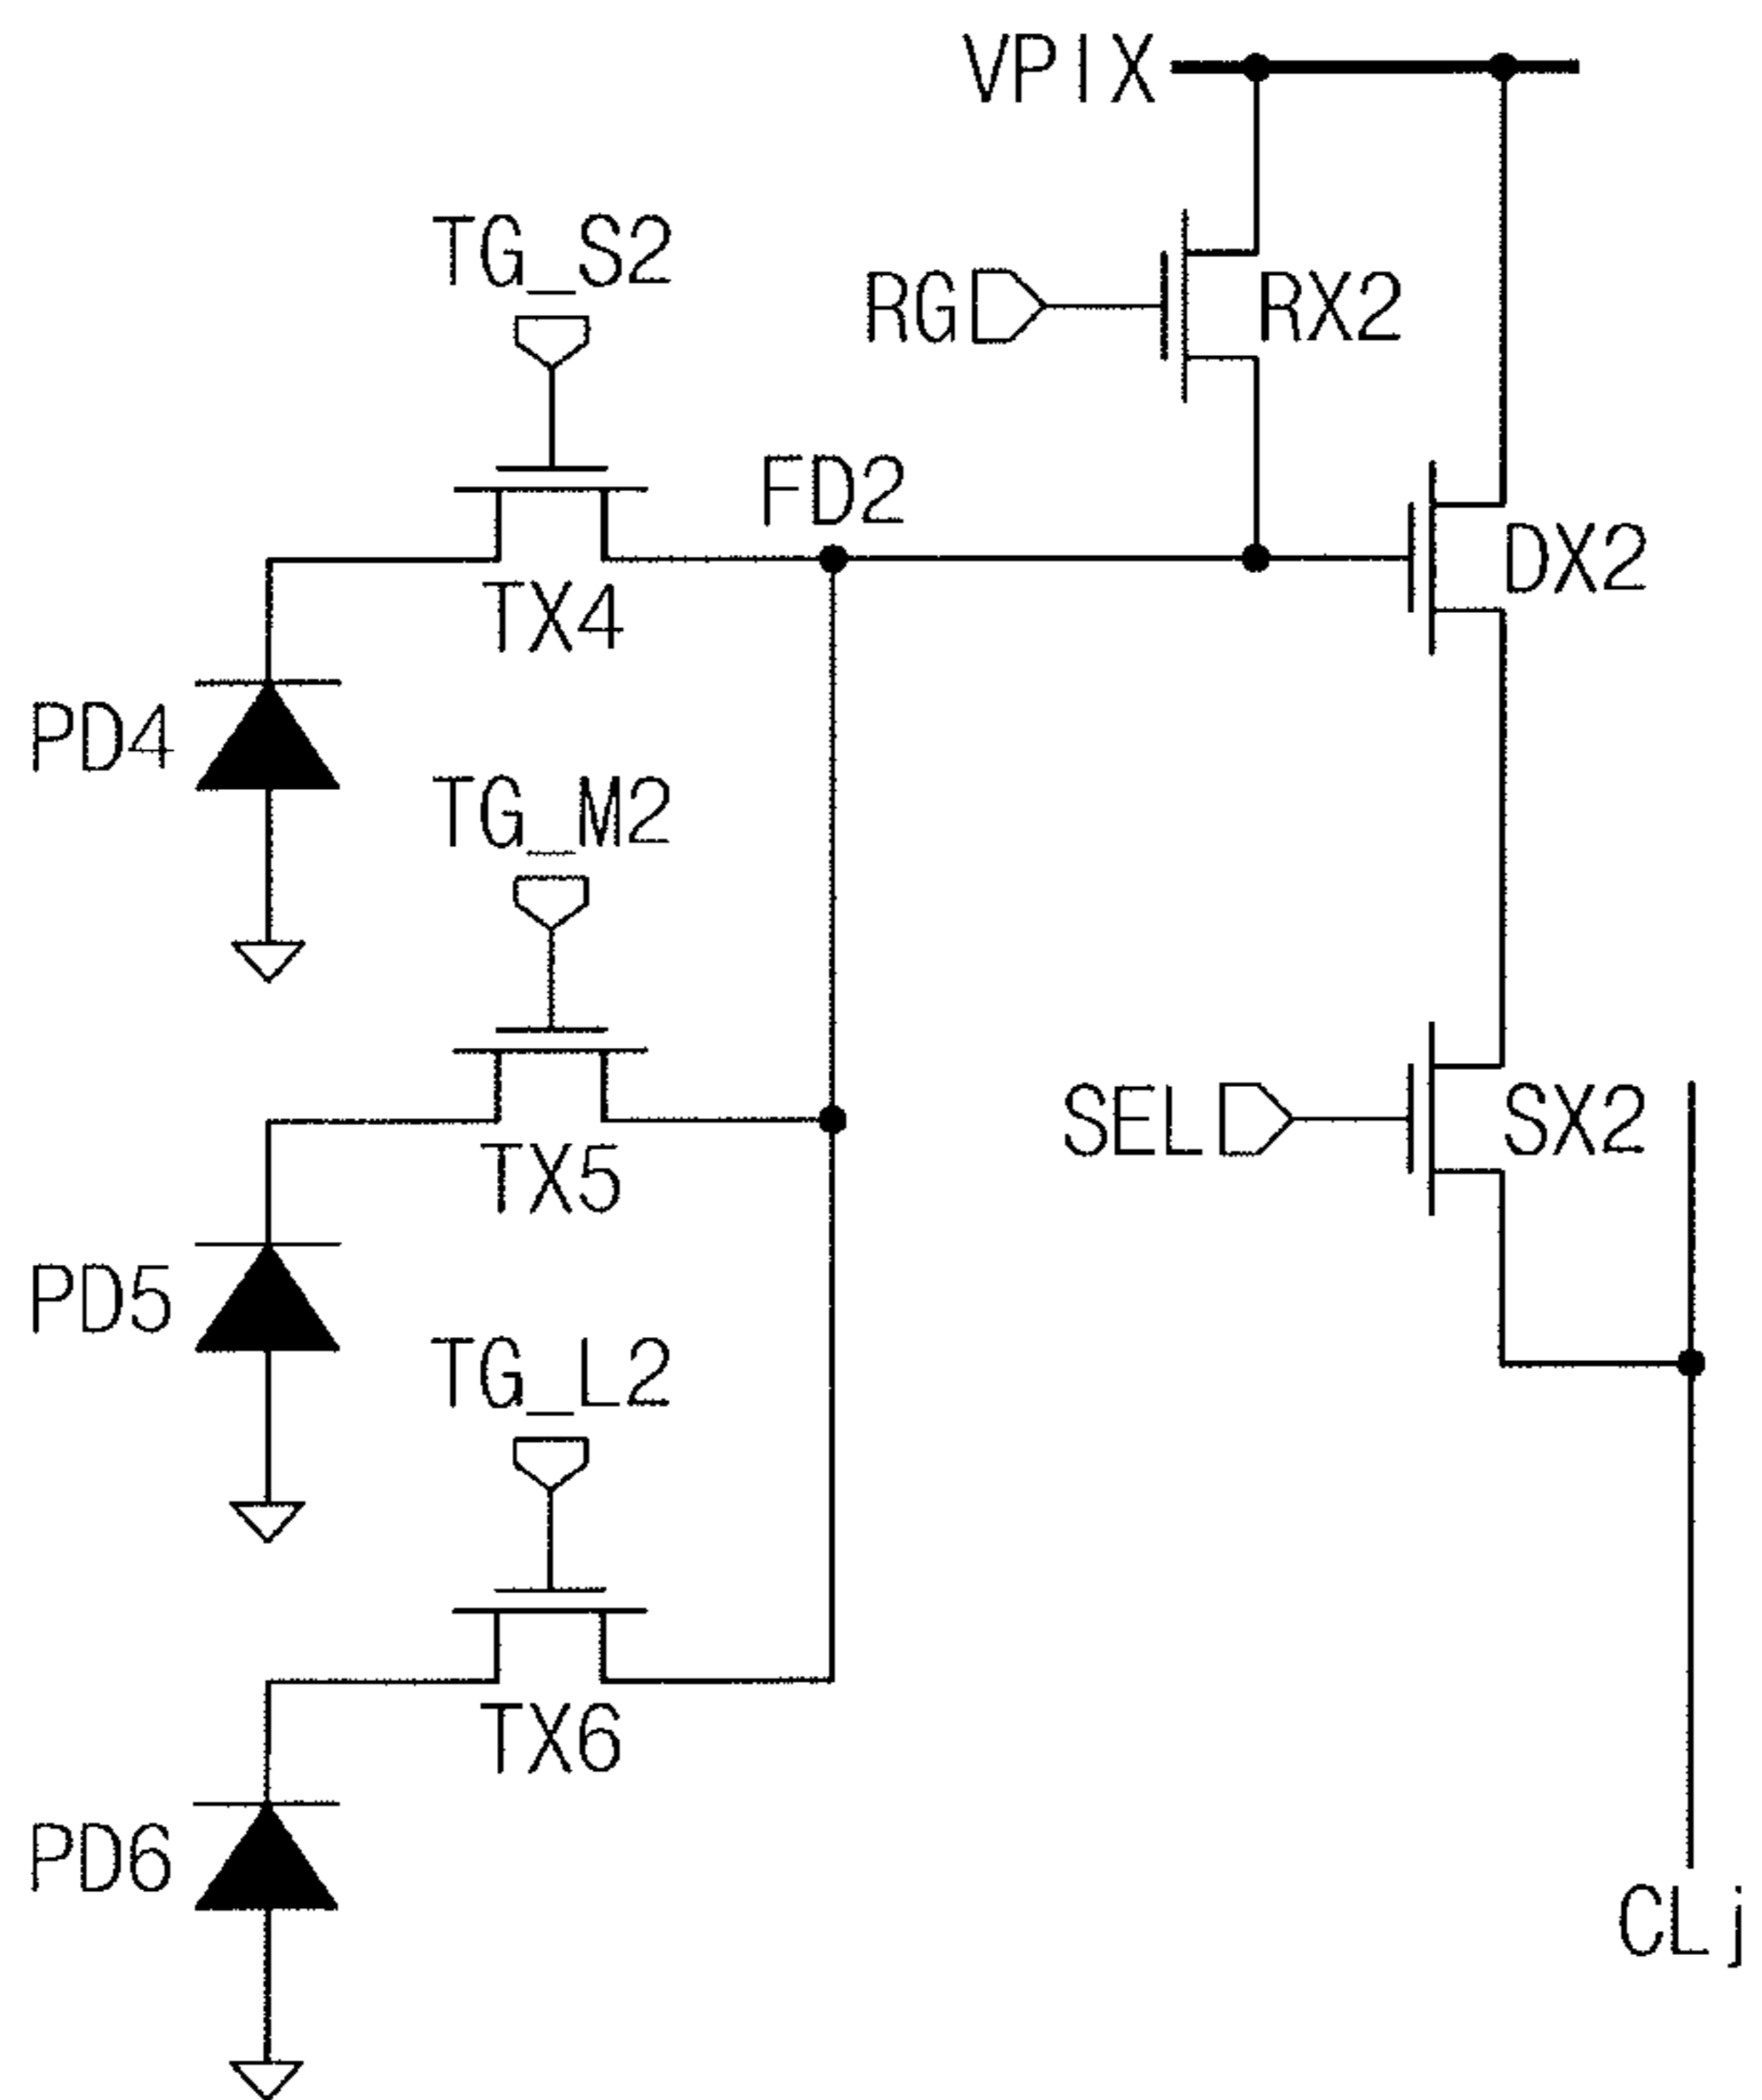 VPIX
TG_S2
RG
RX2
FD2
DX2
TX4
PD4
TG_M2
SEL
SX2
TX5
PD5
TG_L2
TX6
PD6
CLj